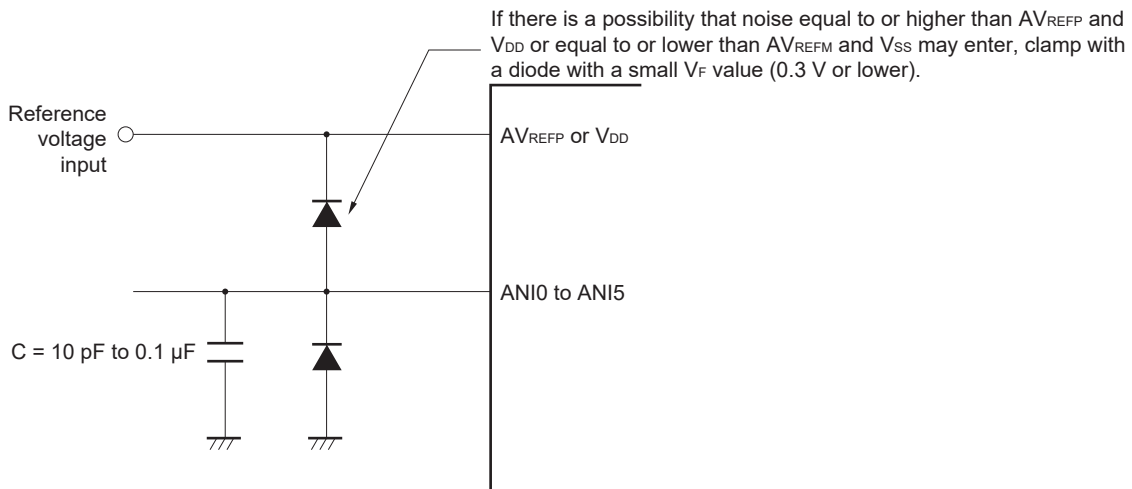 If there is a possibility that noise equal to or higher than AVREFP and
VDD or equal to or lower than AVREFM and VSS may enter, clamp with
a diode with a small VF value (0.3 V or lower).
Reference
voltage
input
AVREFP or VDD
ANI0 to ANI5
C = 10 pF to 0.1 μF